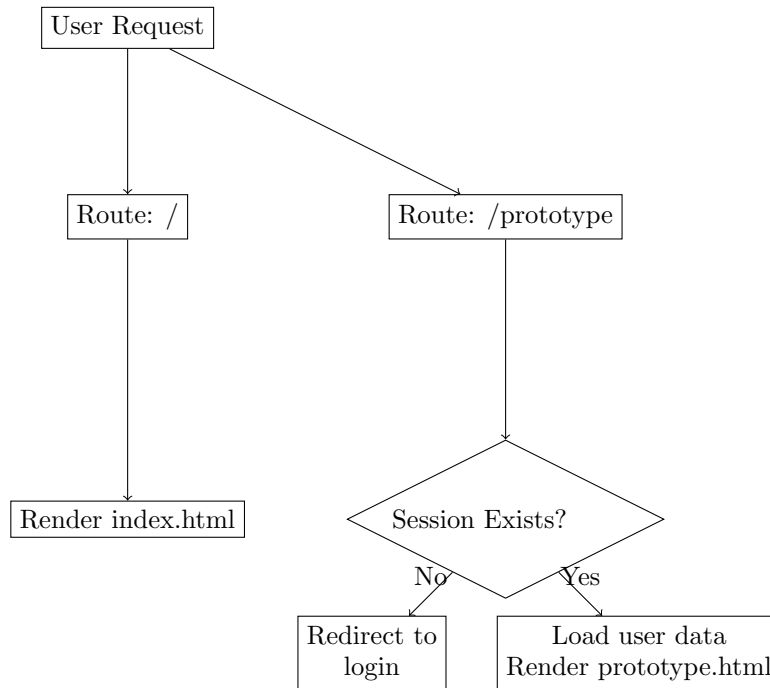 User Request
Route: /
Route: /prototype
Render index.html
Session Exists?
No
Yes
Redirect to
login
Load user data
Render prototype.html